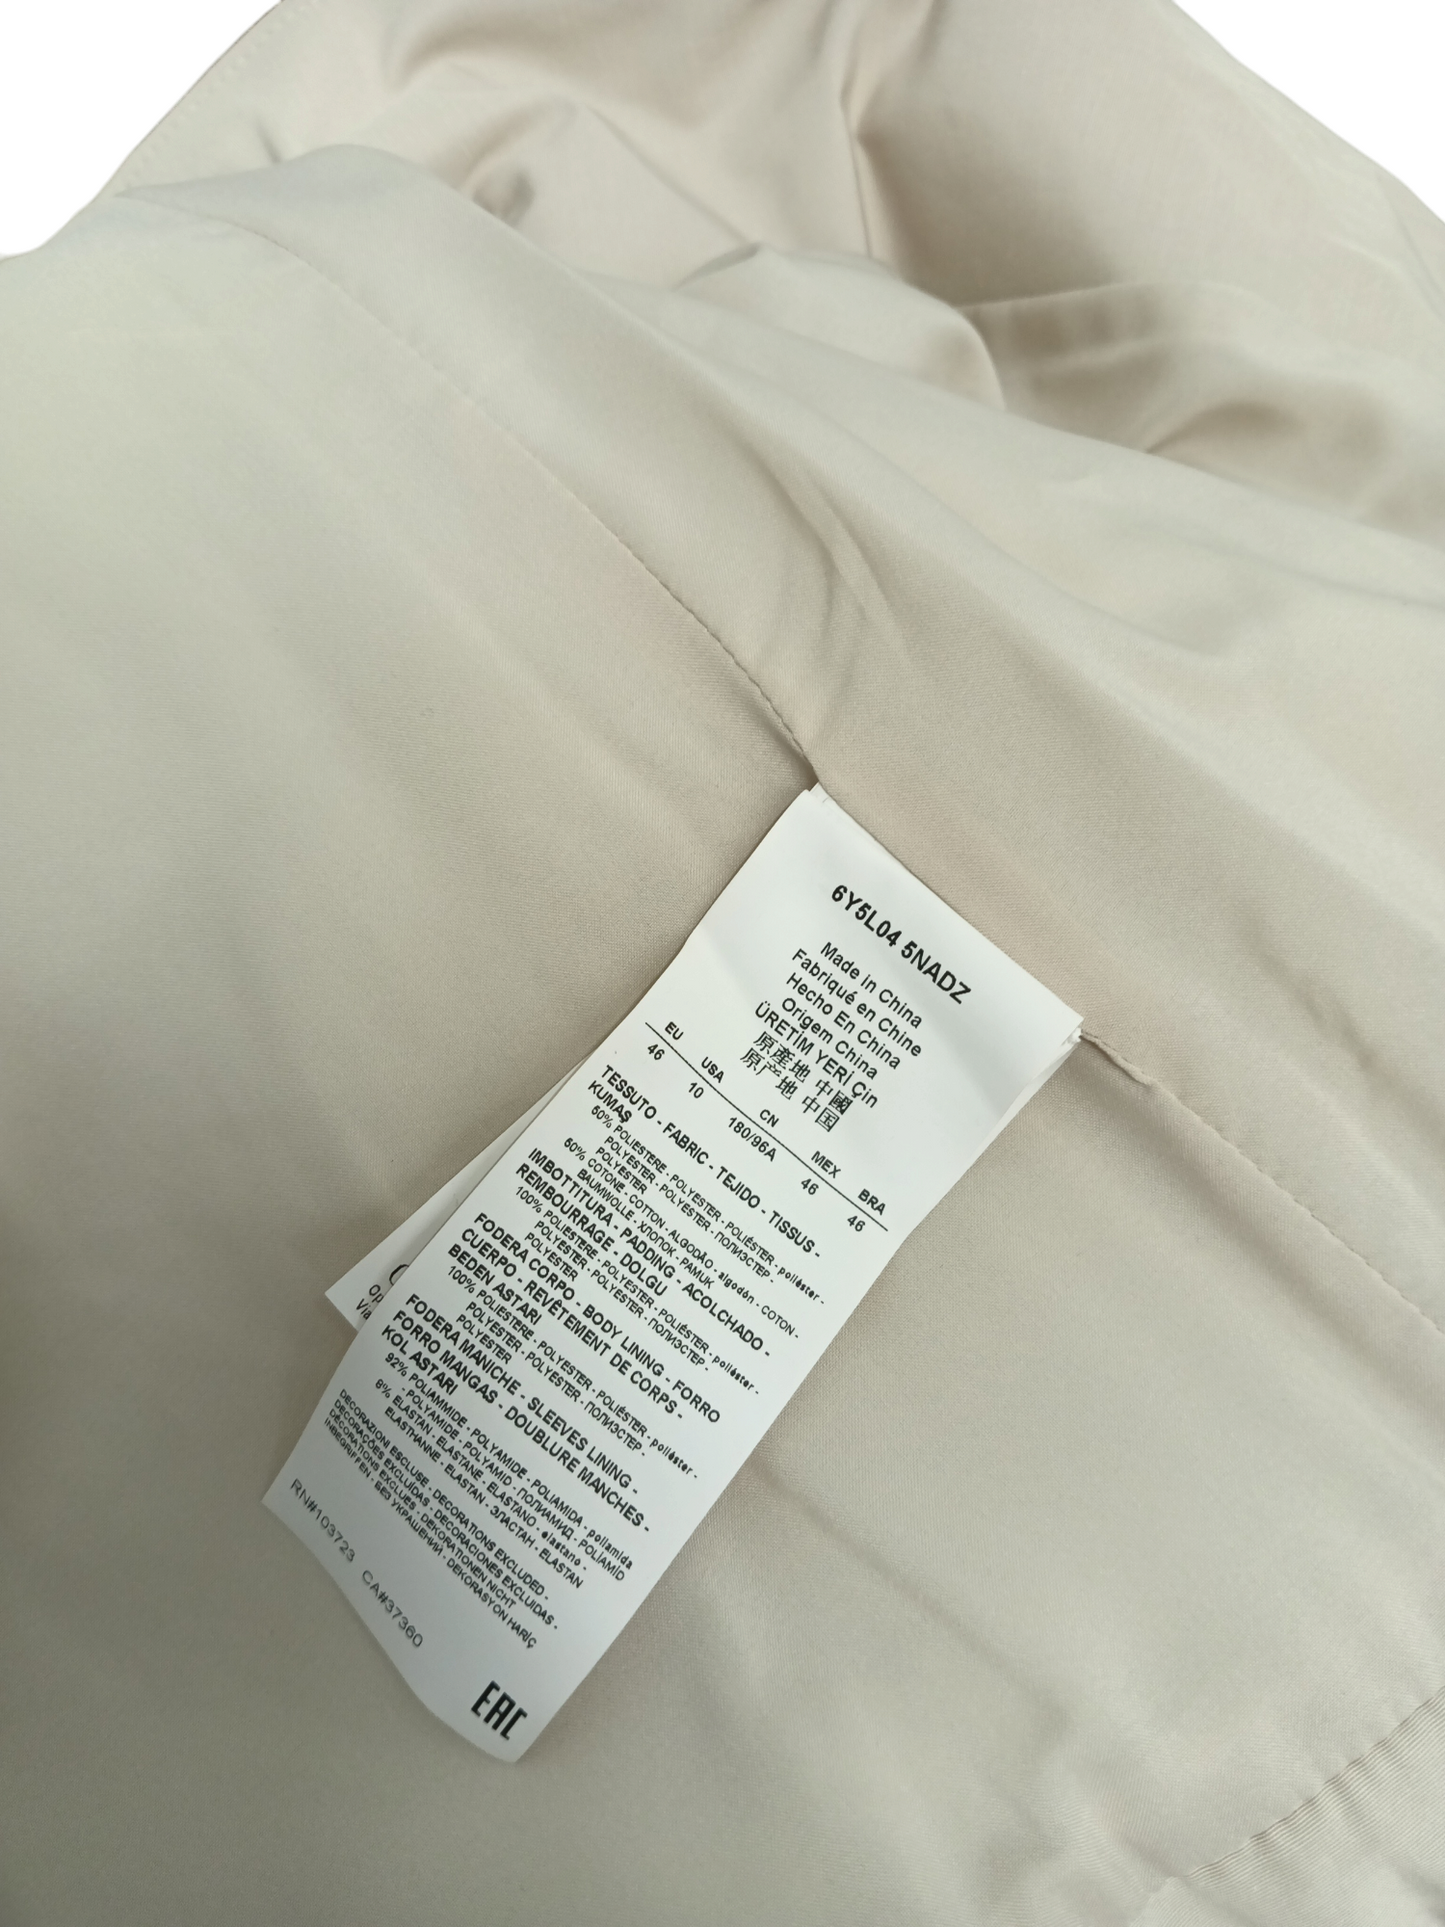 6Y5L04 5NADZ
Made in China
Fabriqué en Chine
Hecho En China
Origem China
ÜRETİM YERİ Çin
原產地 中國
原产地 中国
EU USA CN MEX BRA
46 10 180/96A 46 46
TESSUTO - FABRIC - TEJIDO - TISSUS -
KUMAŞ
50% POLIESTERE - POLYESTER - POLIÉSTER - poliéster -
POLYESTER - POLYESTER - ПОЛИЭСТЕР -
POLYESTER
50% COTONE - COTTON - ALGODÃO - algodón - COTON -
BAUMWOLLE - ХЛОПОК - PAMUK
IMBOTTITURA - PADDING - ACOLCHADO -
REMBOURRAGE - DOLGU
100% POLIESTERE - POLYESTER - POLIÉSTER - poliéster -
POLYESTER - POLYESTER - ПОЛИЭСТЕР -
POLYESTER
FODERA CORPO - BODY LINING - FORRO
CUERPO - REVÊTEMENT DE CORPS -
BEDEN ASTARI
100% POLIESTERE - POLYESTER - POLIÉSTER - poliéster -
POLYESTER - POLYESTER - ПОЛИЭСТЕР -
POLYESTER
FODERA MANICHE - SLEEVES LINING -
FORRO MANGAS - DOUBLURE MANCHES -
KOL ASTARI
92% POLIAMMIDE - POLYAMIDE - POLIAMIDA - poliamida
- POLYAMIDE - POLYAMID - ПОЛИАМИД - POLİAMİD
8% ELASTAN - ELASTANE - ELASTANO - elastano -
ELASTHANNE - ELASTAN - ЭЛАСТАН - ELASTAN
DECORAZIONI ESCLUSE - DECORATIONS EXCLUDED -
DECORAÇÕES EXCLUÍDAS - DECORACIONES EXCLUIDAS -
DÉCORATIONS EXCLUES - DEKORATIONEN NICHT
INBEGRIFFEN - БЕЗ УКРАШЕНИЙ - DEKORASYON HARİÇ
RN#103723 CA#37360
EAC